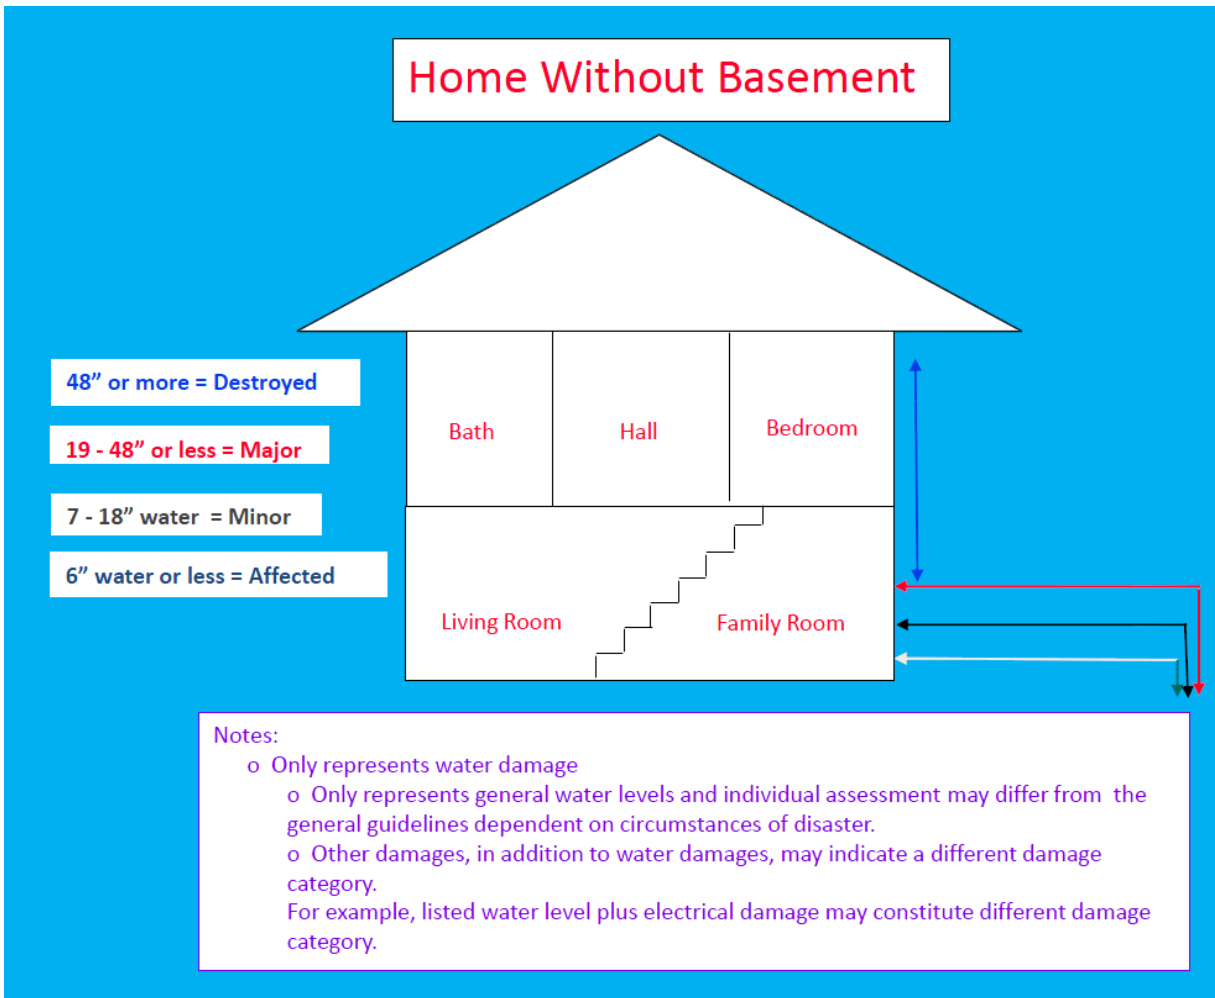 Home Without Basement
48” or more = Destroyed
19 - 48” or less = Major
7 - 18” water = Minor
6” water or less = Affected
Bath
Hall
Bedroom
Living Room
Family Room
Notes:
o Only represents water damage
o Only represents general water levels and individual assessment may differ from the
general guidelines dependent on circumstances of disaster.
o Other damages, in addition to water damages, may indicate a different damage
category.
For example, listed water level plus electrical damage may constitute different damage
category.